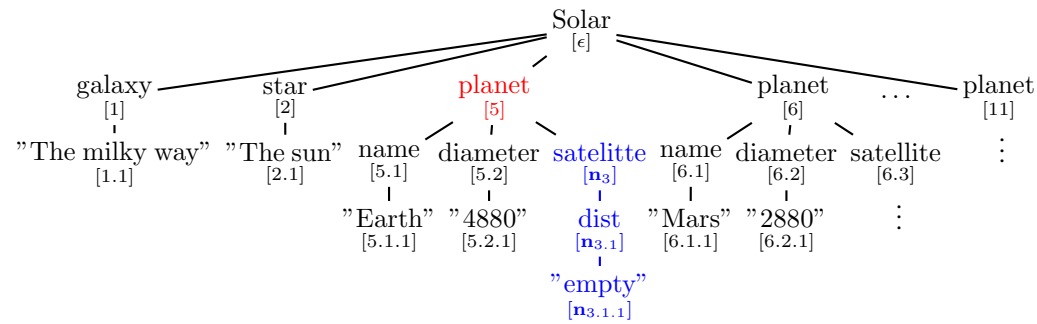 Solar
[ϵ]
galaxy star planet planet ... planet
[1] [2] [5] [6] [11]
"The milky way" "The sun" name diameter satelitte name diameter satellite ⋮
[1.1] [2.1] [5.1] [5.2] [n3] [6.1] [6.2] [6.3]
"Earth" "4880" dist "Mars" "2880" ⋮
[5.1.1] [5.2.1] [n3.1] [6.1.1] [6.2.1]
"empty"
[n3.1.1]